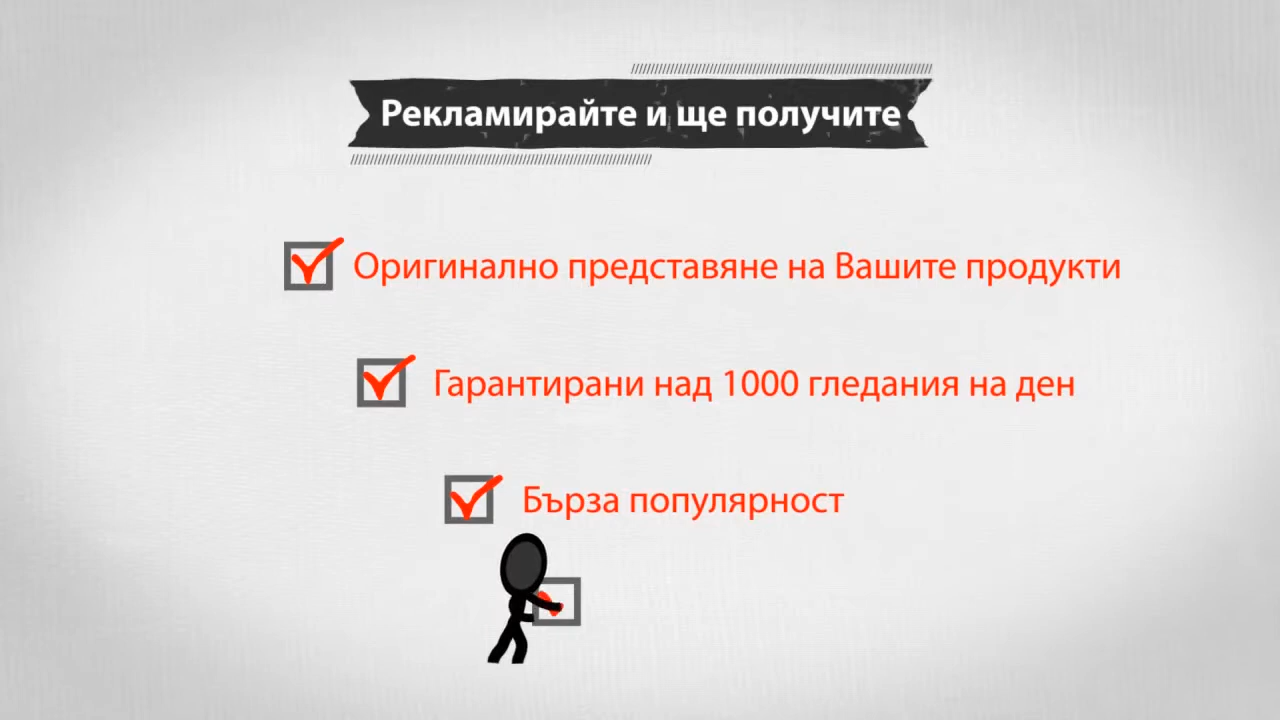 Рекламирайте и ще получите
Оригинално представяне на Вашите продукти
Гарантирани над 1000 гледания на ден
Бърза популярност